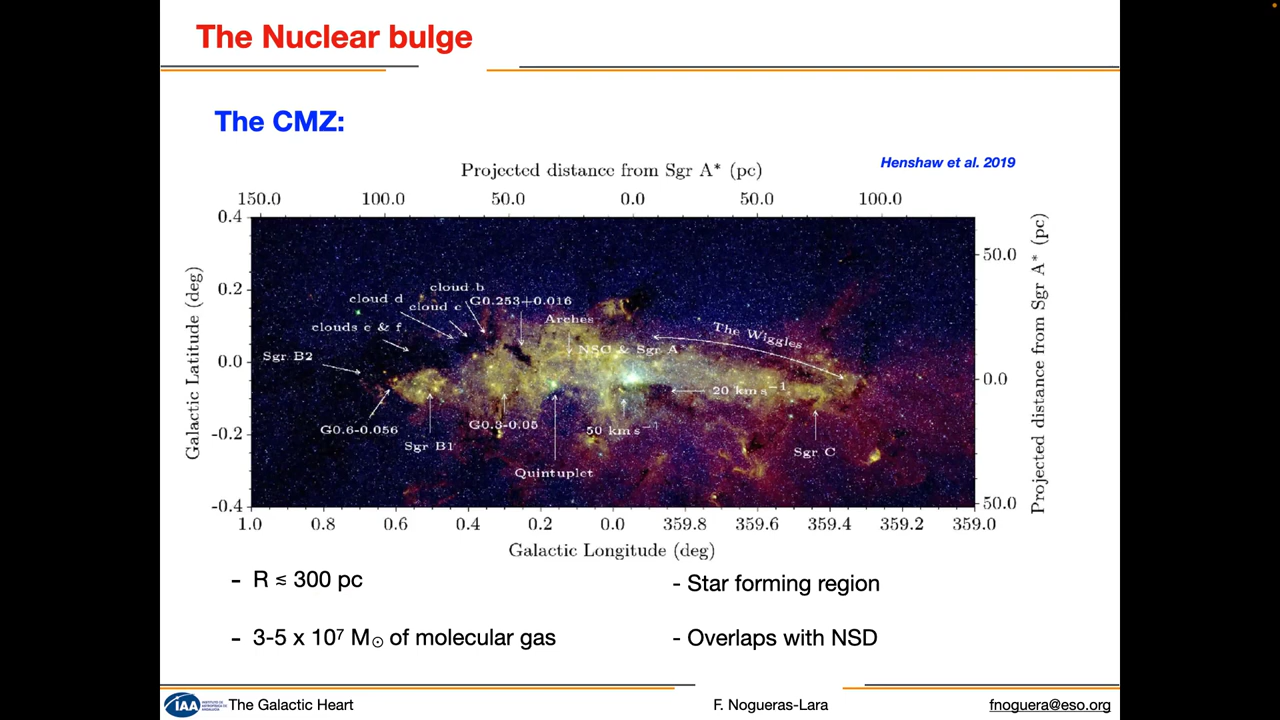 The Nuclear bulge
The CMZ:
Henshaw et al. 2019
Projected distance from Sgr A* (pc)
150.0 100.0 50.0 0.0 50.0 100.0
0.4
0.2
0.0
-0.2
-0.4
Galactic Latitude (deg)
50.0
0.0
50.0
Projected distance from Sgr A* (pc)
cloud b
cloud d
cloud c
G0.253+0.016
clouds e & f
Arches
The Wiggles
Sgr B2
NSC & Sgr A*
20 km s⁻¹
G0.6-0.056
G0.3-0.05
50 km s⁻¹
Sgr B1
Sgr C
Quintuplet
1.0 0.8 0.6 0.4 0.2 0.0 359.8 359.6 359.4 359.2 359.0
Galactic Longitude (deg)
- R ≲ 300 pc
- Star forming region
- 3-5 x 10⁷ M☉ of molecular gas
- Overlaps with NSD
IAA
The Galactic Heart
F. Nogueras-Lara
fnoguera@eso.org